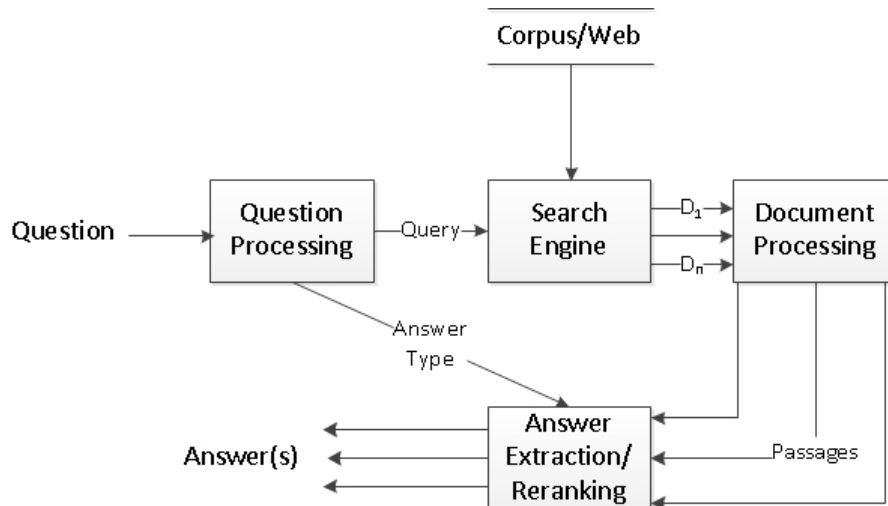 Corpus/Web
Question
Question
Processing
Query
Search
Engine
D₁
Dₙ
Document
Processing
Answer
Type
Answer(s)
Answer
Extraction/
Reranking
Passages